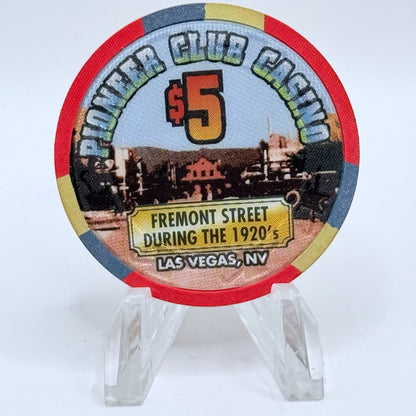 PIONEER CLUB CASINO
$5
FREMONT STREET
DURING THE 1920's
LAS VEGAS, NV